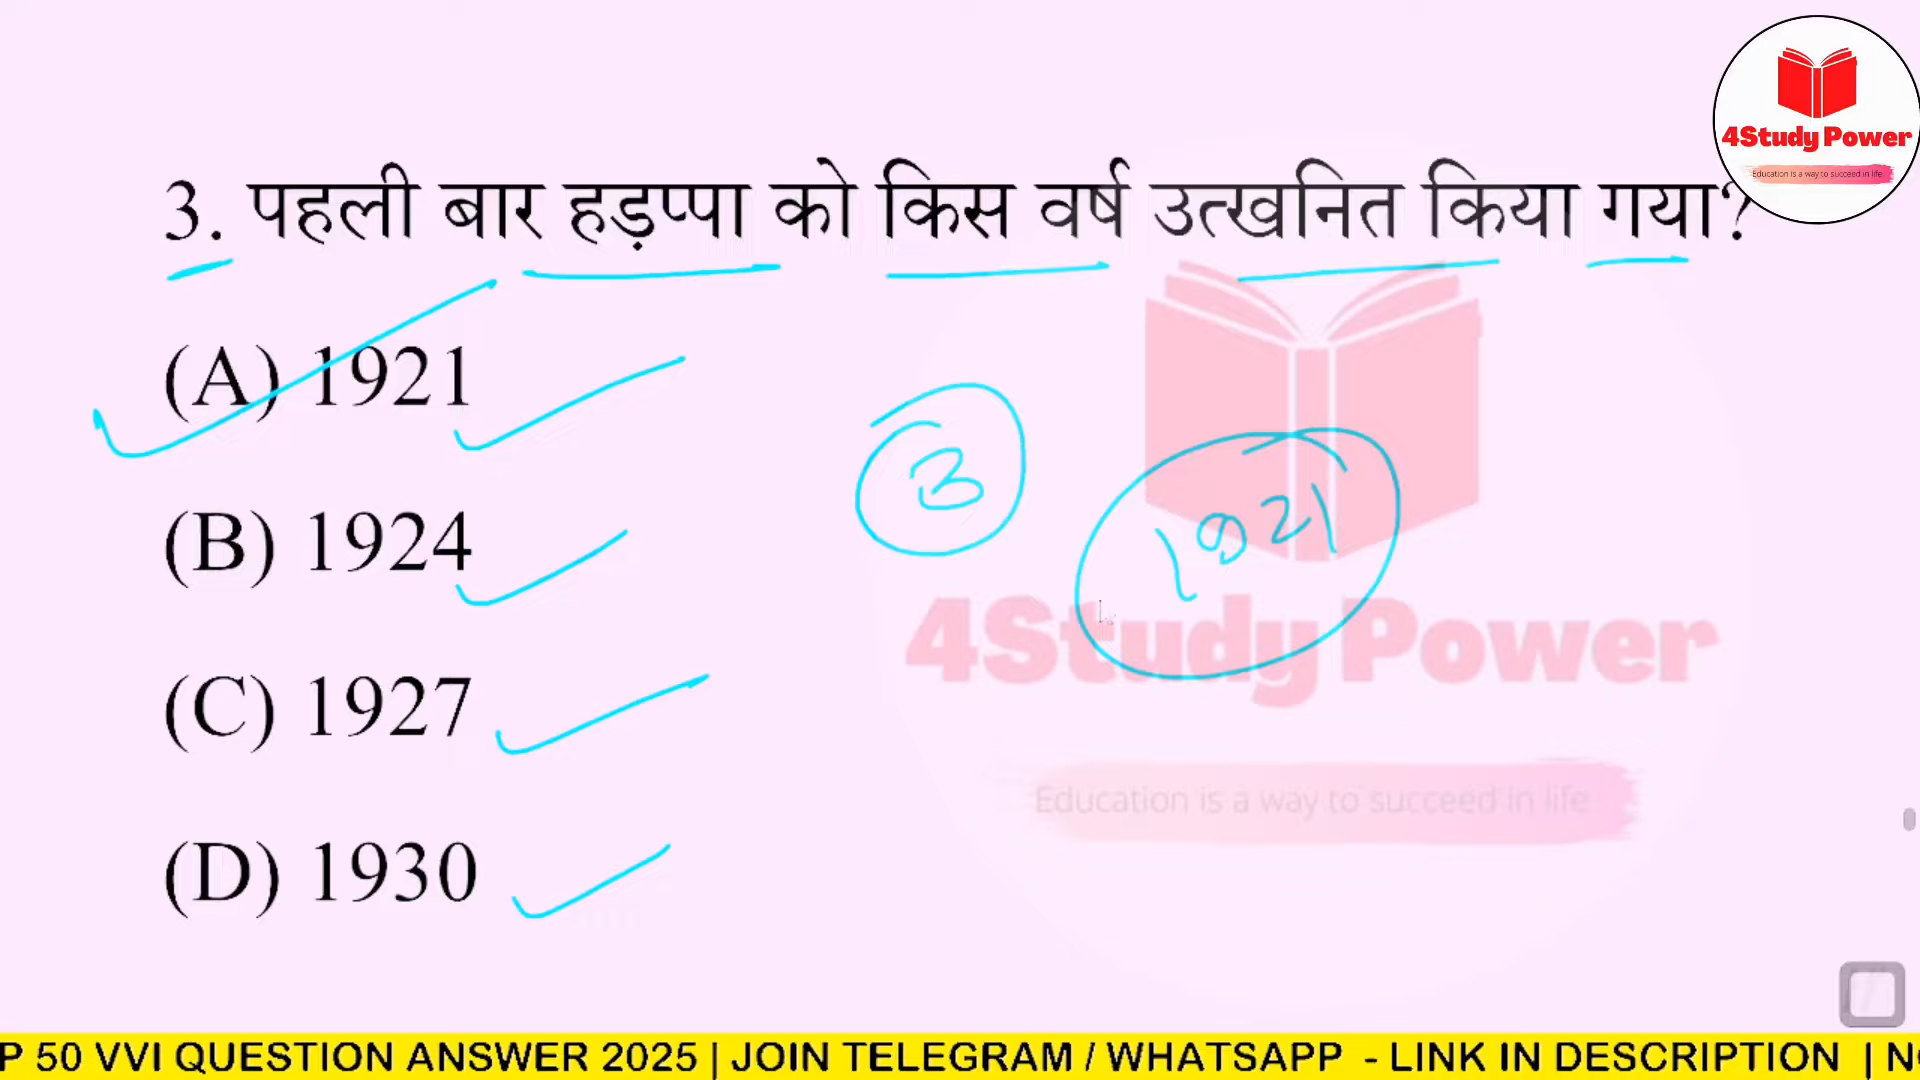 4Study Power
Education is a way to succeed in life
3. पहली बार हड़प्पा को किस वर्ष उत्खनित किया गया?
(A) 1921
(B) 1924
(C) 1927
(D) 1930
3
1921
4Study Power
Education is a way to succeed in life
P 50 VVI QUESTION ANSWER 2025 | JOIN TELEGRAM / WHATSAPP - LINK IN DESCRIPTION | N